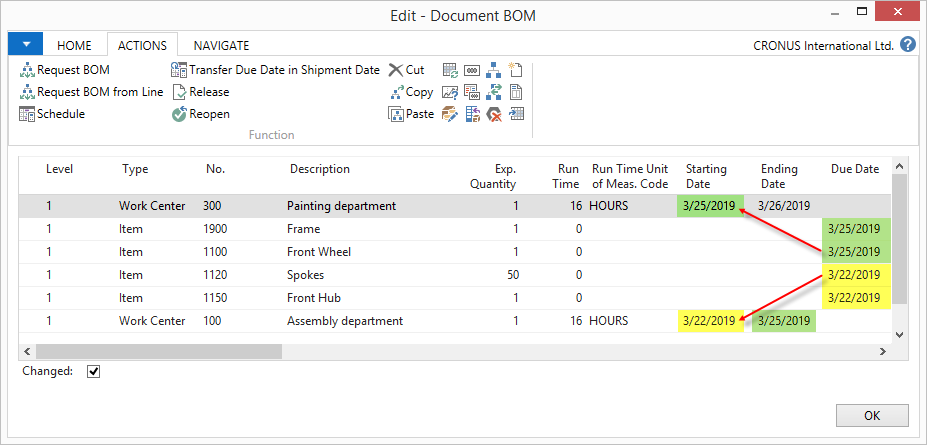 Edit - Document BOM
HOME ACTIONS NAVIGATE CRONUS International Ltd. ?
Request BOM Transfer Due Date in Shipment Date Cut
Request BOM from Line Release Copy
Schedule Reopen Paste
Function
Level Type No. Description Exp. Quantity Run Time Run Time Unit of Meas. Code Starting Date Ending Date Due Date
1 Work Center 300 Painting department 1 16 HOURS 3/25/2019 3/26/2019
1 Item 1900 Frame 1 0 3/25/2019
1 Item 1100 Front Wheel 1 0 3/25/2019
1 Item 1120 Spokes 50 0 3/22/2019
1 Item 1150 Front Hub 1 0 3/22/2019
1 Work Center 100 Assembly department 1 16 HOURS 3/22/2019 3/25/2019
Changed:
OK